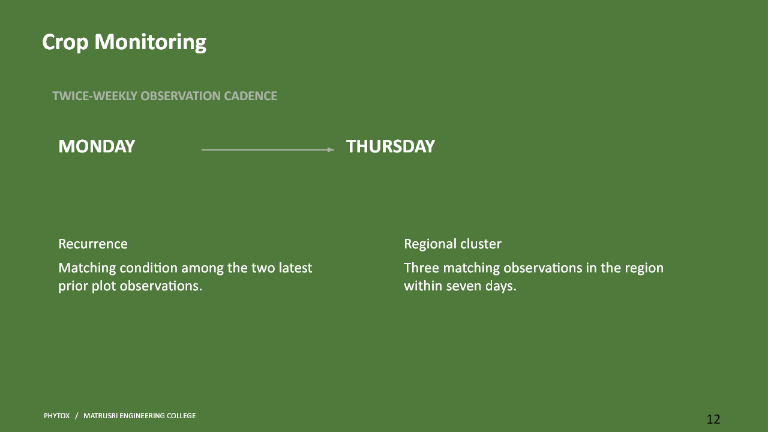 Crop Monitoring
TWICE-WEEKLY OBSERVATION CADENCE
MONDAY
THURSDAY
Recurrence
Matching condition among the two latest
prior plot observations.
Regional cluster
Three matching observations in the region
within seven days.
PHYTOX / MATRUSRI ENGINEERING COLLEGE
12